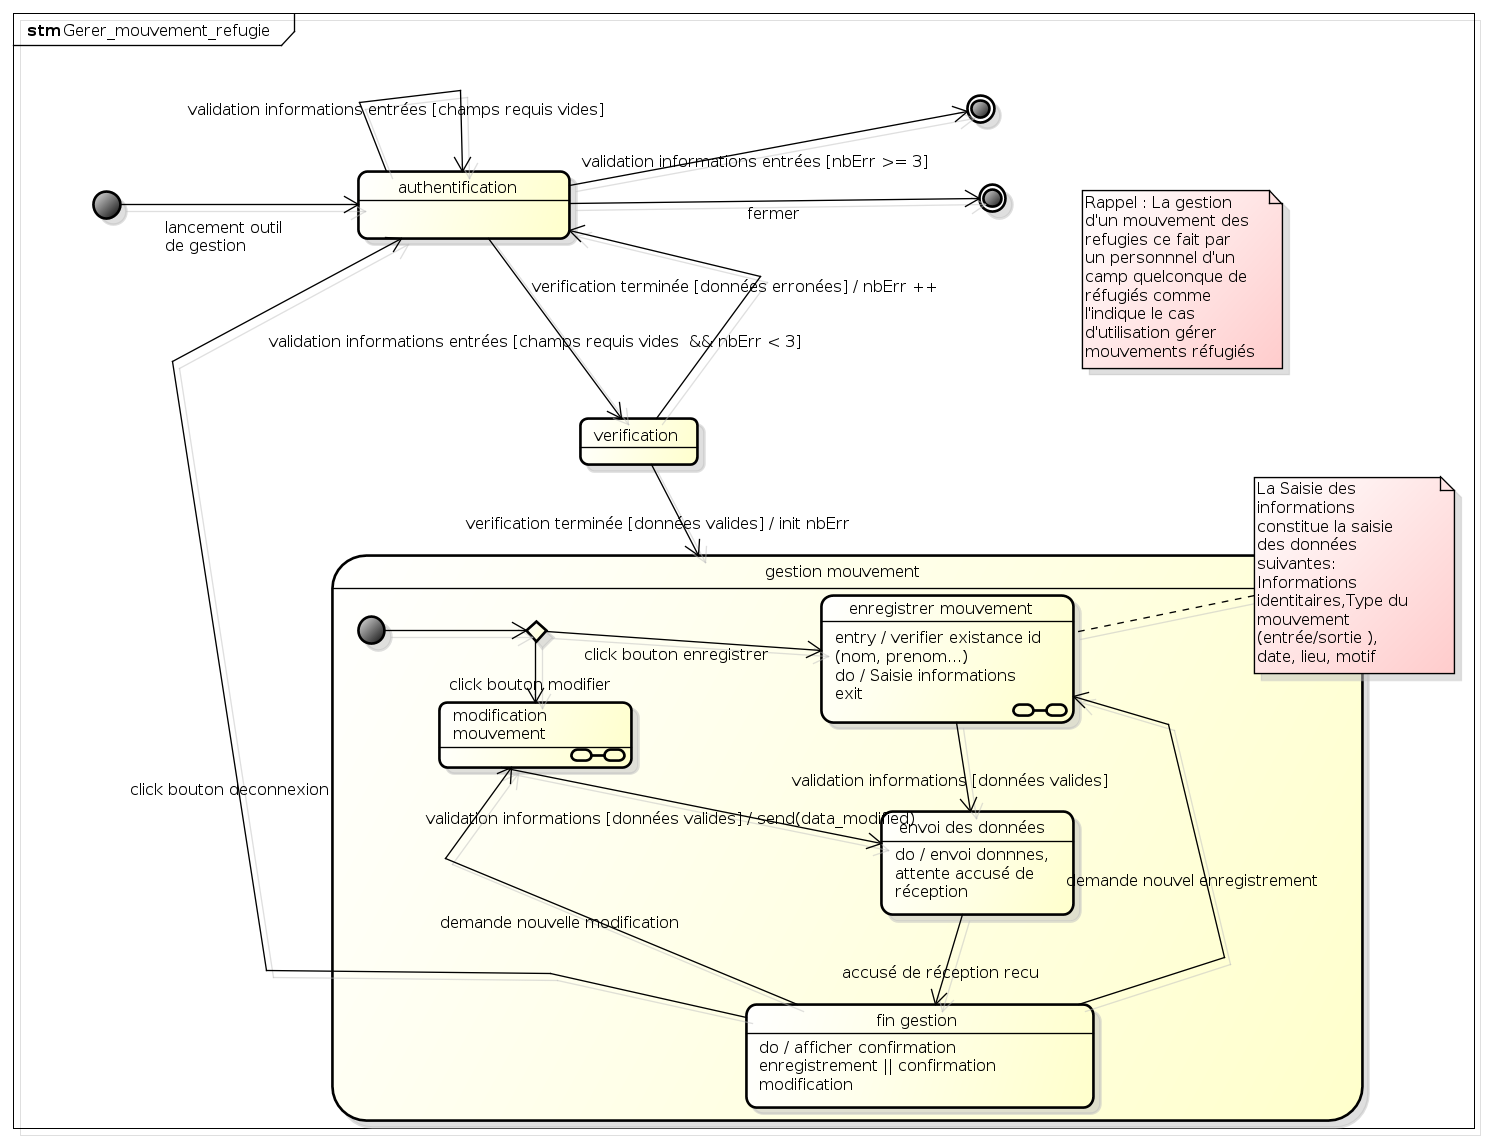 stm Gerer_mouvement_refugie
validation informations entrées [champs requis vides]
validation informations entrées [nbErr >= 3]
authentification
fermer
lancement outil
de gestion
Rappel : La gestion
d'un mouvement des
refugies ce fait par
un personnnel d'un
camp quelconque de
réfugiés comme
l'indique le cas
d'utilisation gérer
mouvements réfugiés
verification terminée [données erronées] / nbErr ++
validation informations entrées [champs requis vides  && nbErr < 3]
verification
verification terminée [données valides] / init nbErr
La Saisie des
informations
constitue la saisie
des données
suivantes:
Informations
identitaires,Type du
mouvement
(entrée/sortie ),
date, lieu, motif
gestion mouvement
enregistrer mouvement
entry / verifier existance id
(nom, prenom...)
do / Saisie informations
exit
click bouton enregistrer
click bouton modifier
modification
mouvement
validation informations [données valides]
click bouton deconnexion
validation informations [données valides] / send(data_modified)
envoi des données
do / envoi donnnes,
attente accusé de
réception
demande nouvel enregistrement
demande nouvelle modification
accusé de réception recu
fin gestion
do / afficher confirmation
enregistrement || confirmation
modification